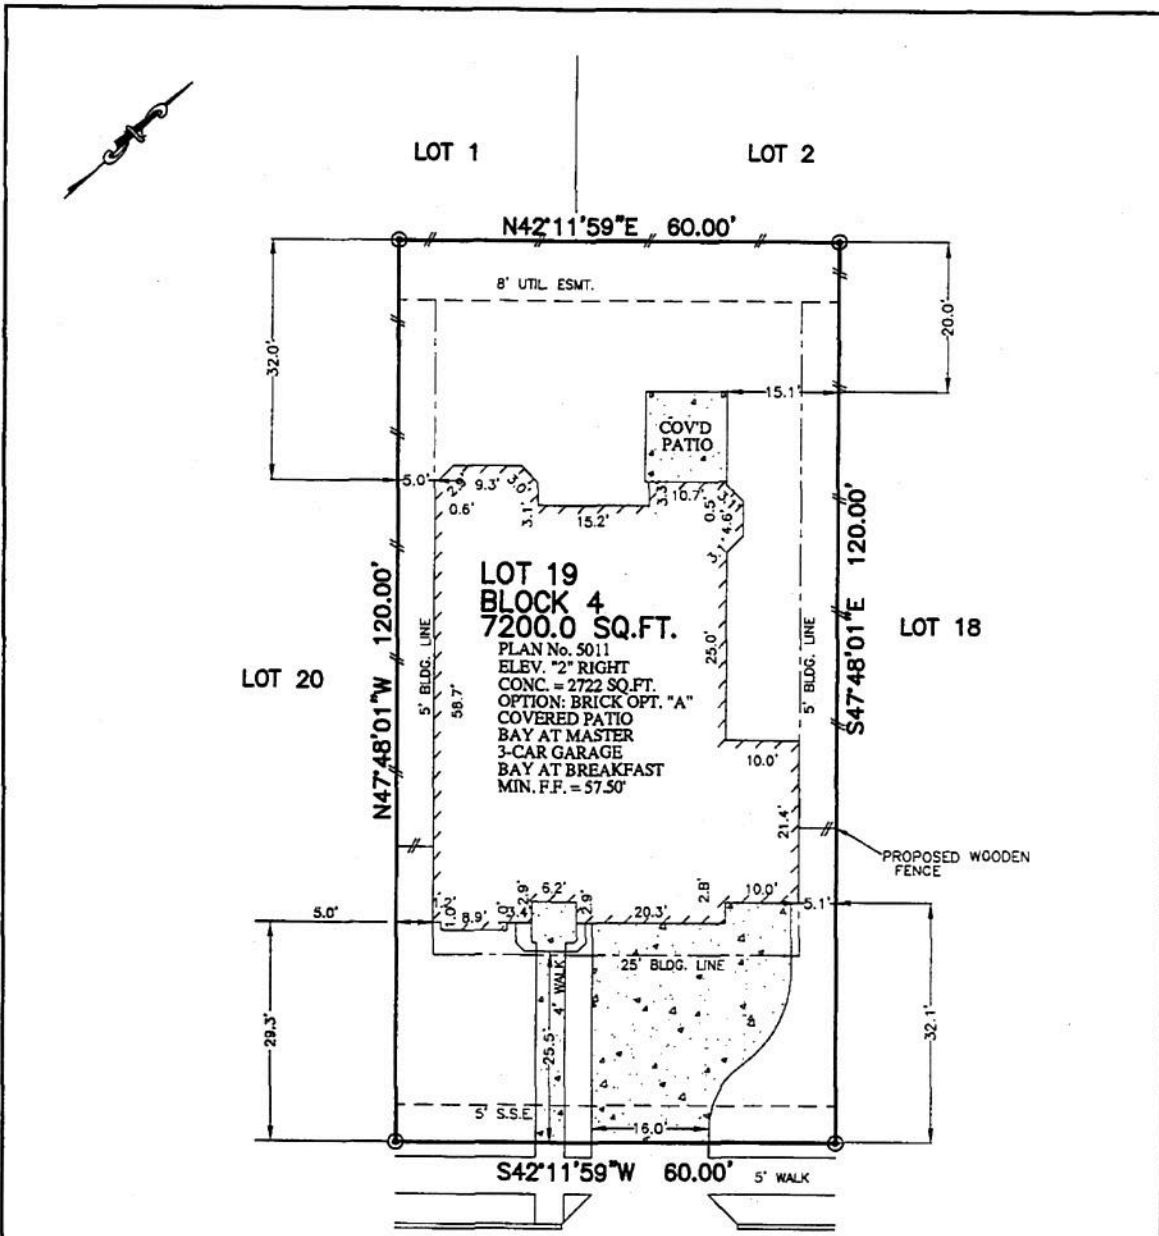 LOT 1
LOT 2
N42°11'59"E 60.00'
8' UTIL. ESMT.
32.0'
20.0'
15.1'
COV'D
PATIO
5.0'
2.9'
9.3'
3.0'
0.6'
3.1'
15.2'
3.3'
10.7'
0.5'
3.1'
4.6'
3.1'
LOT 19
BLOCK 4
7200.0 SQ.FT.
PLAN No. 5011
ELEV. "2" RIGHT
CONC. = 2722 SQ.FT.
OPTION: BRICK OPT. "A"
COVERED PATIO
BAY AT MASTER
3-CAR GARAGE
BAY AT BREAKFAST
MIN. F.F. = 57.50'
LOT 20
N47°48'01"W 120.00'
5' BLDG. LINE
58.7'
25.0'
5' BLDG. LINE
S47°48'01"E 120.00'
LOT 18
10.0'
21.4'
PROPOSED WOODEN
FENCE
5.0'
1.2'
1.0'
8.9'
1.0'
3.4'
2.9'
6.2'
2.9'
20.3'
2.8'
10.0'
5.1'
25' BLDG. LINE
4' WALK
25.5'
29.3'
32.1'
5' S.S.E.
16.0'
S42°11'59"W 60.00'
5' WALK